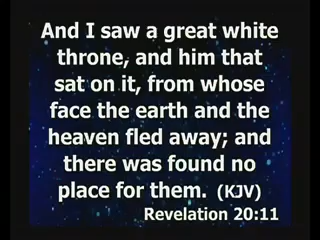 And I saw a great white
throne, and him that
sat on it, from whose
face the earth and the
heaven fled away; and
there was found no
place for them. (KJV)
Revelation 20:11